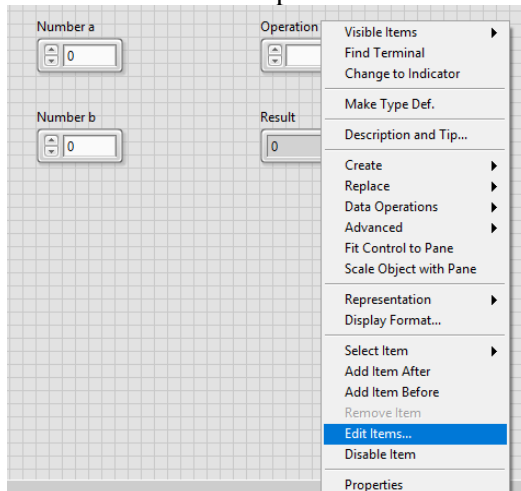 Number a
0
Operation
Number b
0
Result
0
Visible Items
Find Terminal
Change to Indicator
Make Type Def.
Description and Tip...
Create
Replace
Data Operations
Advanced
Fit Control to Pane
Scale Object with Pane
Representation
Display Format...
Select Item
Add Item After
Add Item Before
Remove Item
Edit Items...
Disable Item
Properties